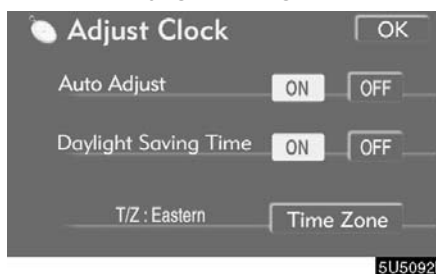 Adjust Clock OK
Auto Adjust ON OFF
Daylight Saving Time ON OFF
T/Z : Eastern Time Zone
5U5092